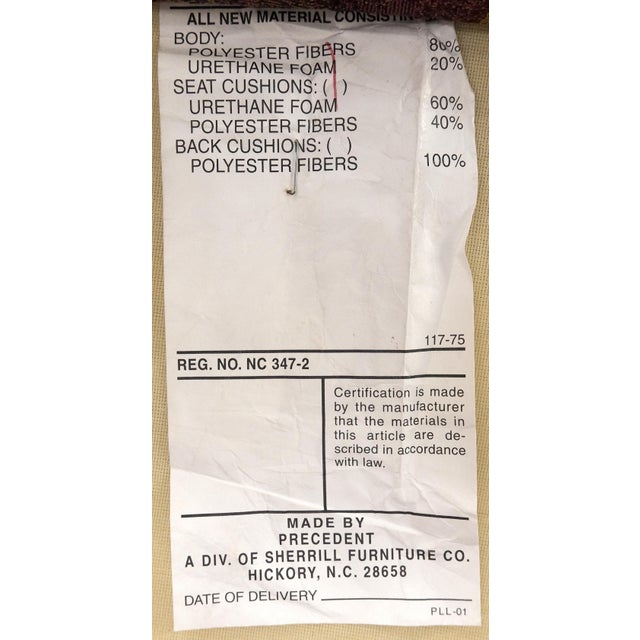 ALL NEW MATERIAL CONSISTIN
BODY:
POLYESTER FIBERS 80%
URETHANE FOAM 20%
SEAT CUSHIONS: ( )
URETHANE FOAM 60%
POLYESTER FIBERS 40%
BACK CUSHIONS: ( )
POLYESTER FIBERS 100%
117-75
REG. NO. NC 347-2
Certification is made
by the manufacturer
that the materials in
this article are de-
scribed in accordance
with law.
MADE BY
PRECEDENT
A DIV. OF SHERRILL FURNITURE CO.
HICKORY, N.C. 28658
DATE OF DELIVERY
PLL-01